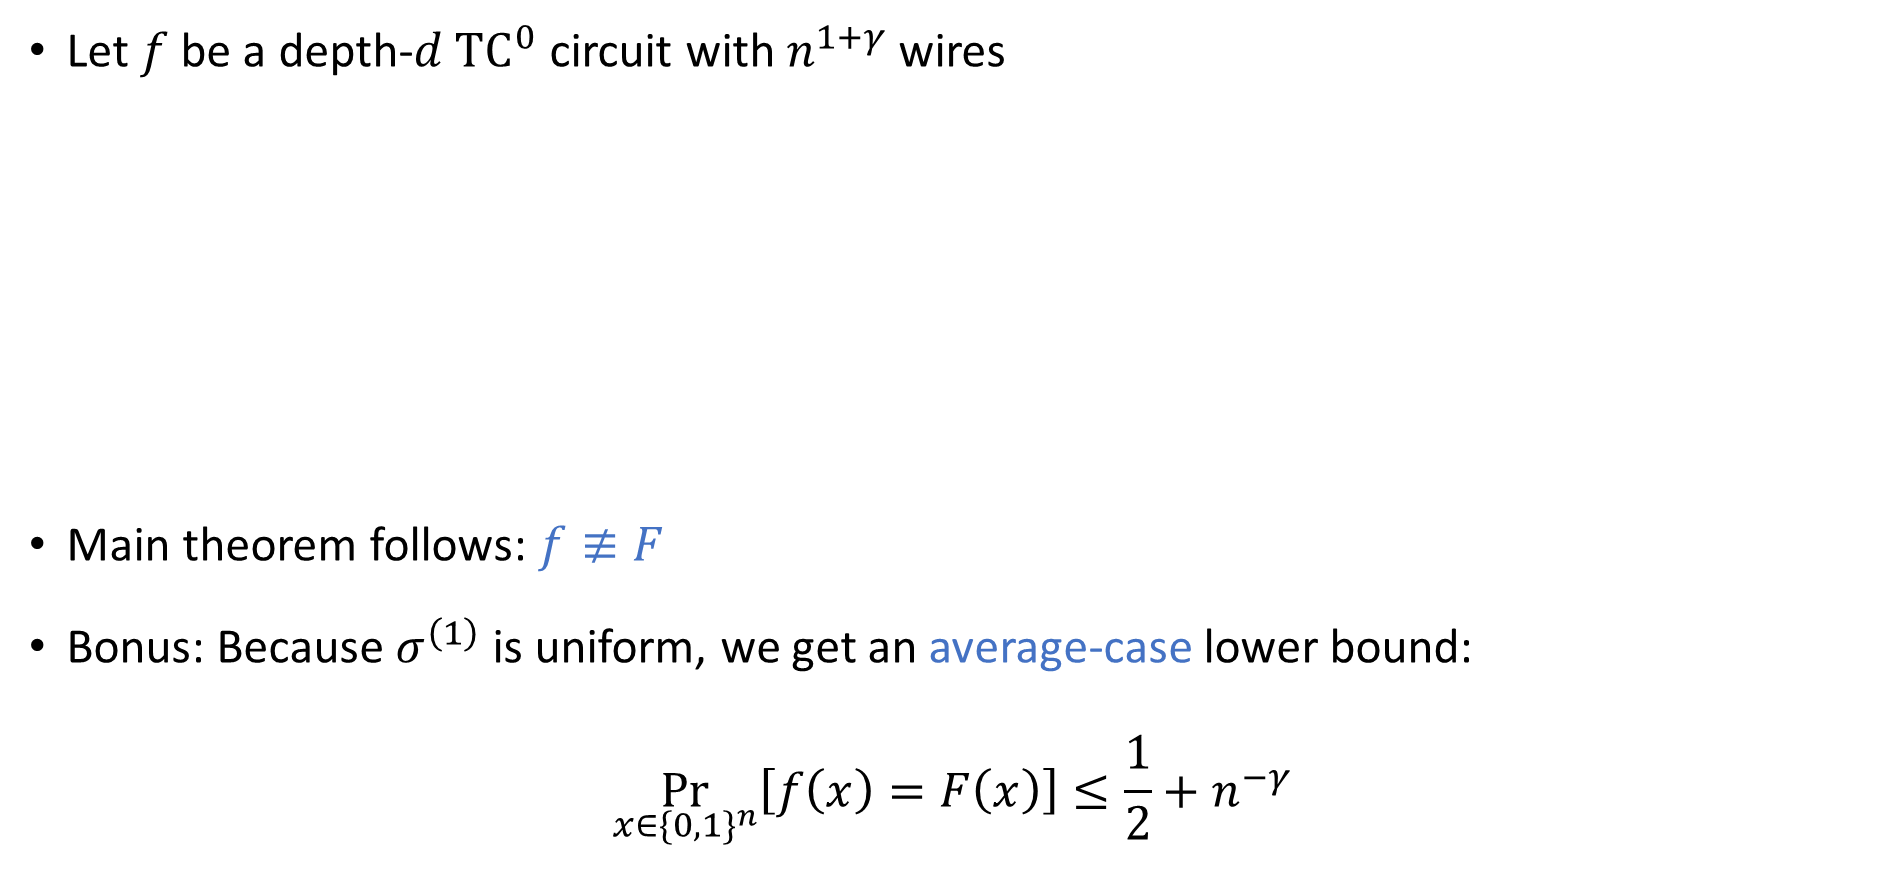 • Let f be a depth-d TC⁰ circuit with n^{1+γ} wires
• Main theorem follows: f ≢ F
• Bonus: Because σ^{(1)} is uniform, we get an average-case lower bound:
Pr_{x∈{0,1}ⁿ}[f(x) = F(x)] ≤ 1/2 + n^{−γ}